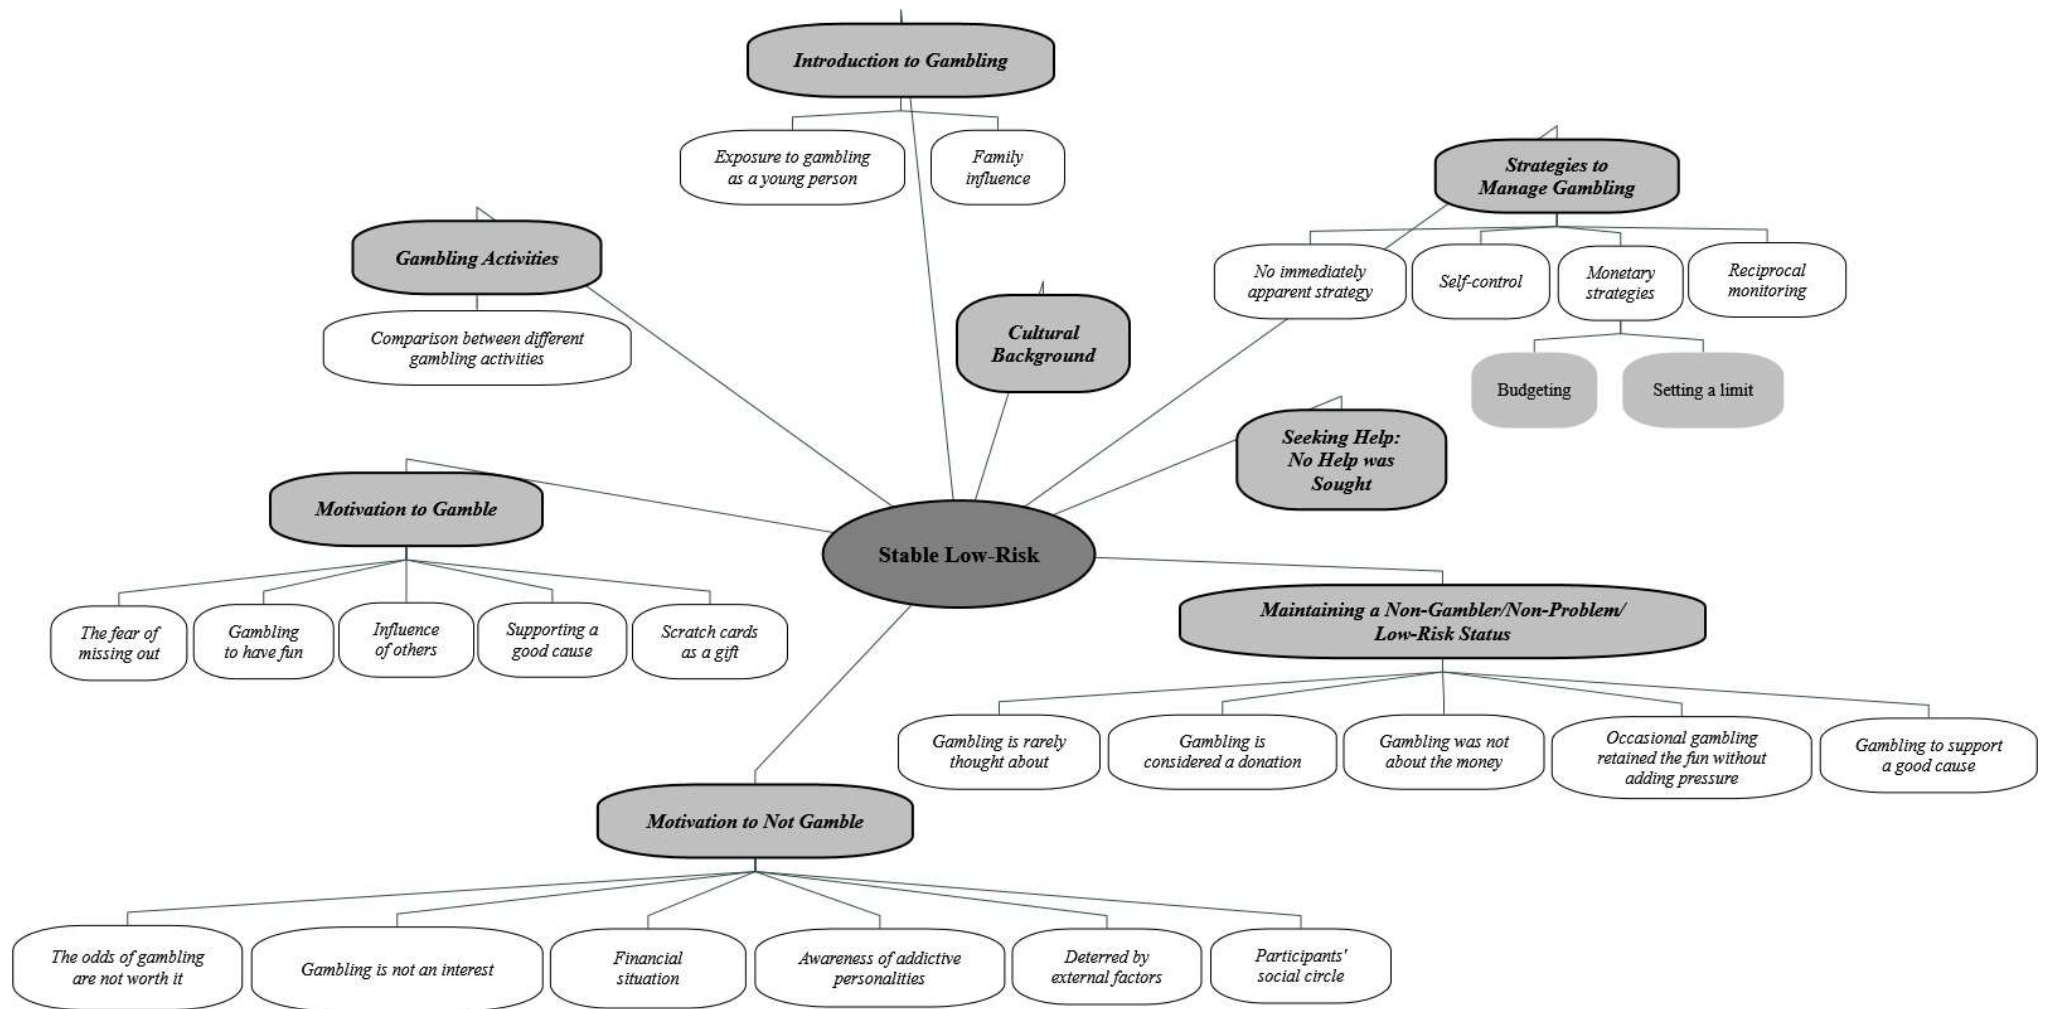 Introduction to Gambling
Exposure to gambling
as a young person
Family
influence
Strategies to
Manage Gambling
No immediately
apparent strategy
Self-control
Monetary
strategies
Reciprocal
monitoring
Budgeting
Setting a limit
Gambling Activities
Comparison between different
gambling activities
Cultural
Background
Seeking Help:
No Help was
Sought
Motivation to Gamble
The fear of
missing out
Gambling
to have fun
Influence
of others
Supporting a
good cause
Scratch cards
as a gift
Stable Low-Risk
Maintaining a Non-Gambler/Non-Problem/
Low-Risk Status
Gambling is rarely
thought about
Gambling is
considered a donation
Gambling was not
about the money
Occasional gambling
retained the fun without
adding pressure
Gambling to support
a good cause
Motivation to Not Gamble
The odds of gambling
are not worth it
Gambling is not an interest
Financial
situation
Awareness of addictive
personalities
Deterred by
external factors
Participants'
social circle